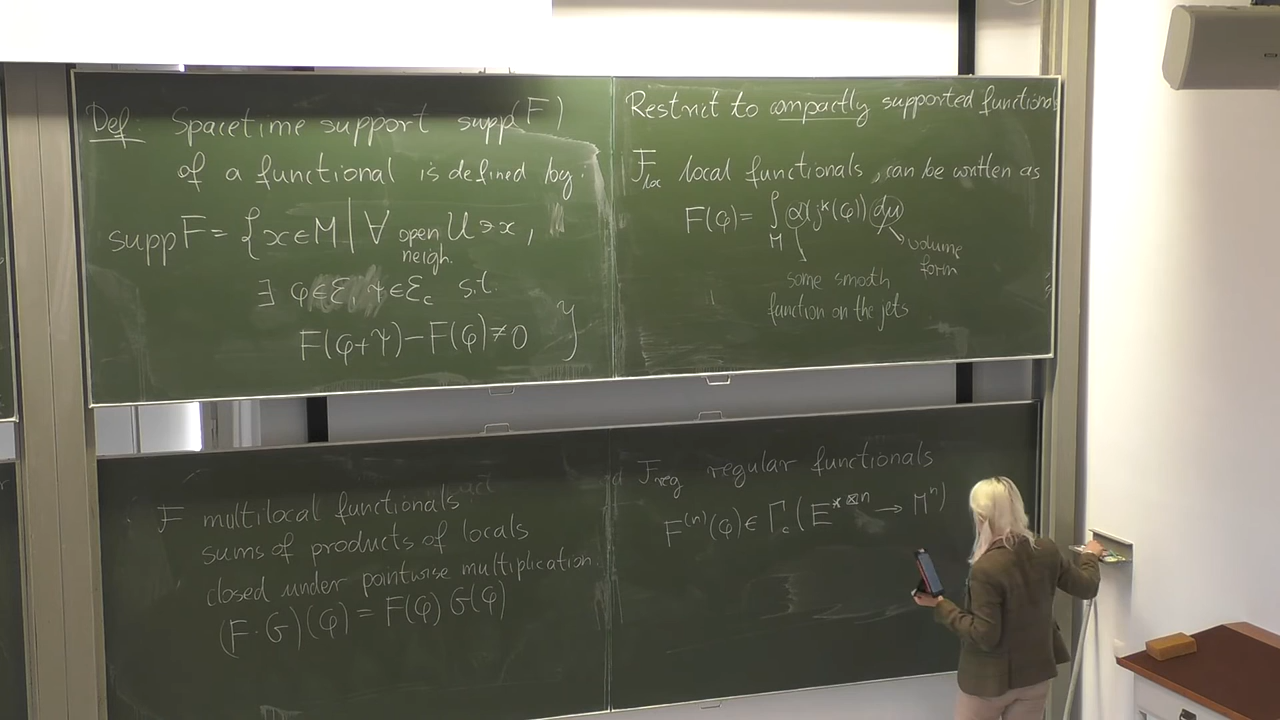 Def. Spacetime support supp(F)
of a functional is defined by:
supp F = {x∈M | ∀ open neigh. U∋x,
∃ φ∈ℰ, ψ∈ℰ_c s.t.
F(φ+ψ)−F(φ)≠0 }
Restrict to compactly supported functionals
ℱ_loc local functionals, can be written as
F(φ) = ∫_M α(j^k(φ)) dμ
volume
form
some smooth
function on the jets
ℱ multilocal functionals
sums of products of locals
closed under pointwise multiplication.
(F·G)(φ) = F(φ) G(φ)
ℱ_reg regular functionals
F^(n)(φ) ∈ Γ_c(E^{*⊠n} → M^n)